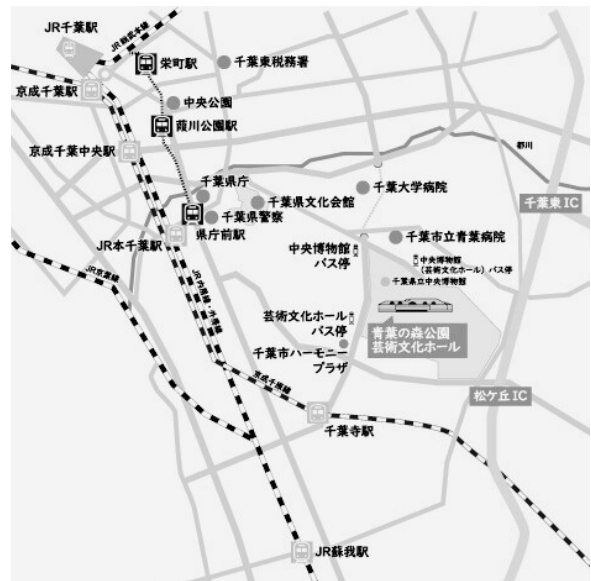 JR千葉駅
JR総武本線
栄町駅
千葉東税務署
京成千葉駅
中央公園
葭川公園駅
京成千葉中央駅
都川
千葉県庁
千葉県文化会館
千葉大学病院
千葉東IC
千葉県警察
県庁前駅
JR本千葉駅
千葉市立青葉病院
中央博物館
バス停
中央博物館
(芸術文化ホール)バス停
千葉県立中央博物館
JR京葉線
JR内房線・外房線
芸術文化ホール
バス停
青葉の森公園
芸術文化ホール
千葉市ハーモニー
プラザ
京成千原線
松ケ丘IC
千葉寺駅
JR蘇我駅